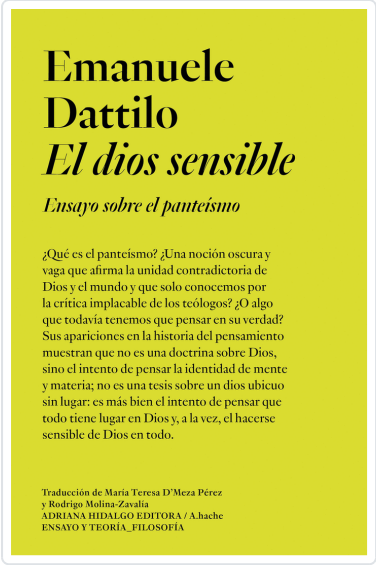 Emanuele
Dattilo
El dios sensible
Ensayo sobre el panteísmo
¿Qué es el panteísmo? ¿Una noción oscura y
vaga que afirma la unidad contradictoria de
Dios y el mundo y que solo conocemos por
la crítica implacable de los teólogos? ¿O algo
que todavía tenemos que pensar en su verdad?
Sus apariciones en la historia del pensamiento
muestran que no es una doctrina sobre Dios,
sino el intento de pensar la identidad de mente
y materia; no es una tesis sobre un dios ubicuo
sin lugar: es más bien el intento de pensar que
todo tiene lugar en Dios y, a la vez, el hacerse
sensible de Dios en todo.
Traducción de María Teresa D’Meza Pérez
y Rodrigo Molina-Zavalía
ADRIANA HIDALGO EDITORA / A.hache
ENSAYO Y TEORÍA_FILOSOFÍA